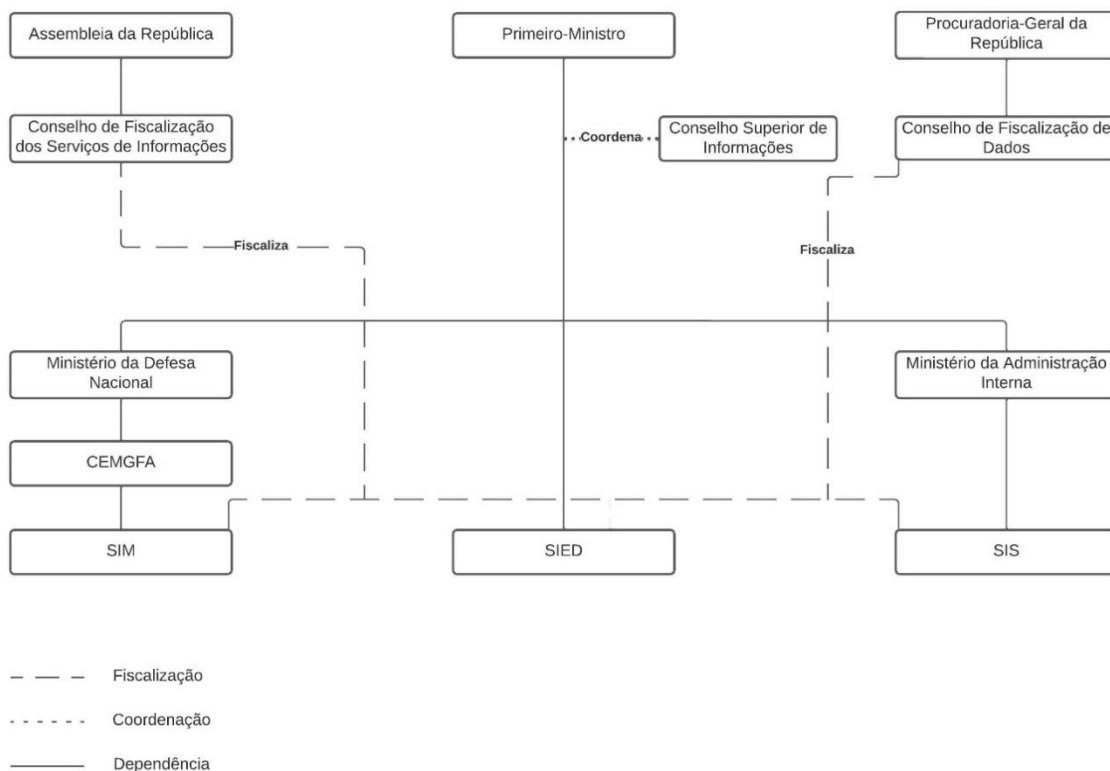 Assembleia da República
Primeiro-Ministro
Procuradoria-Geral da
República
Conselho de Fiscalização
dos Serviços de Informações
Coordena
Conselho Superior de
Informações
Conselho de Fiscalização de
Dados
Fiscaliza
Fiscaliza
Ministério da Defesa
Nacional
Ministério da Administração
Interna
CEMGFA
SIM
SIED
SIS
Fiscalização
Coordenação
Dependência